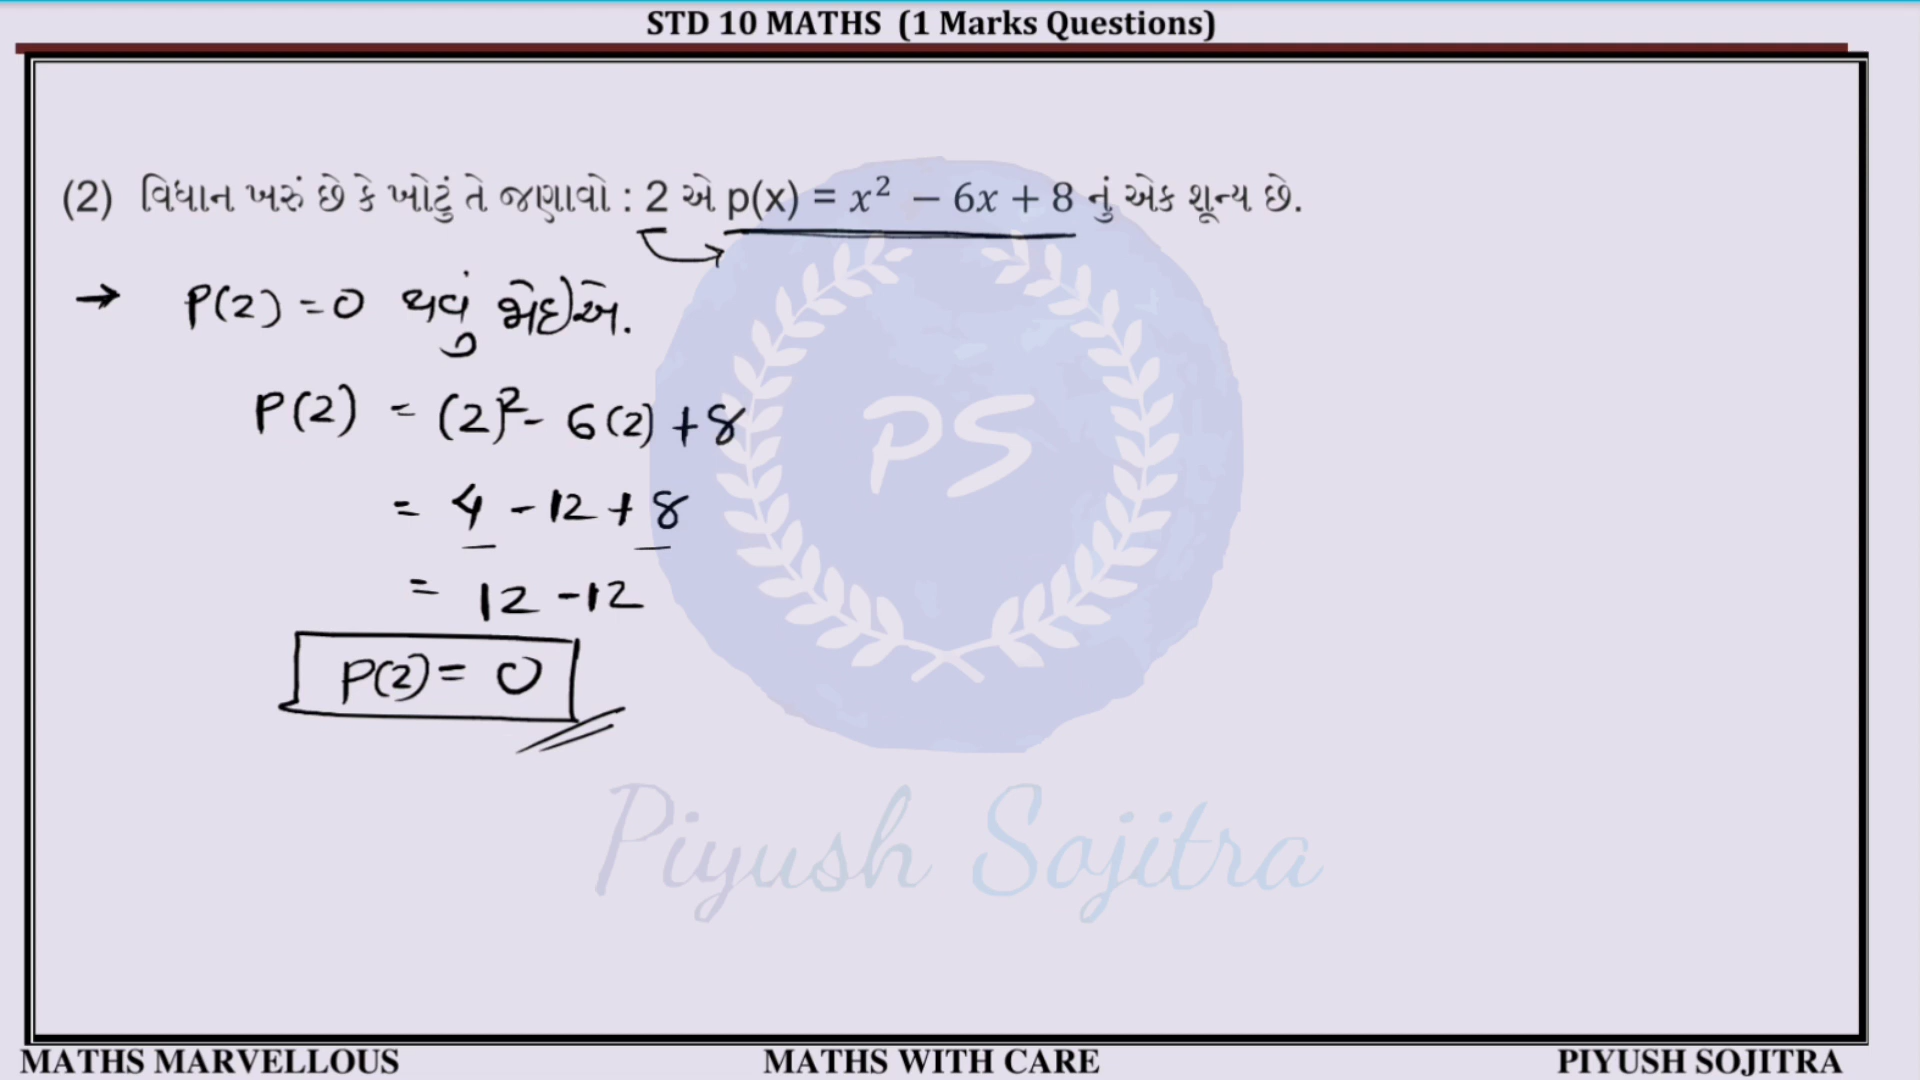 STD 10 MATHS (1 Marks Questions)
(2) વિધાન ખરું છે કે ખોટું તે જણાવો : 2 એ p(x) = x² − 6x + 8 નું એક શૂન્ય છે.
→ P(2) = 0 થવું જોઈએ.
P(2) = (2)² - 6(2) + 8
= 4 - 12 + 8
= 12 - 12
P(2) = 0
PS
Piyush Sojitra
MATHS MARVELLOUS MATHS WITH CARE PIYUSH SOJITRA